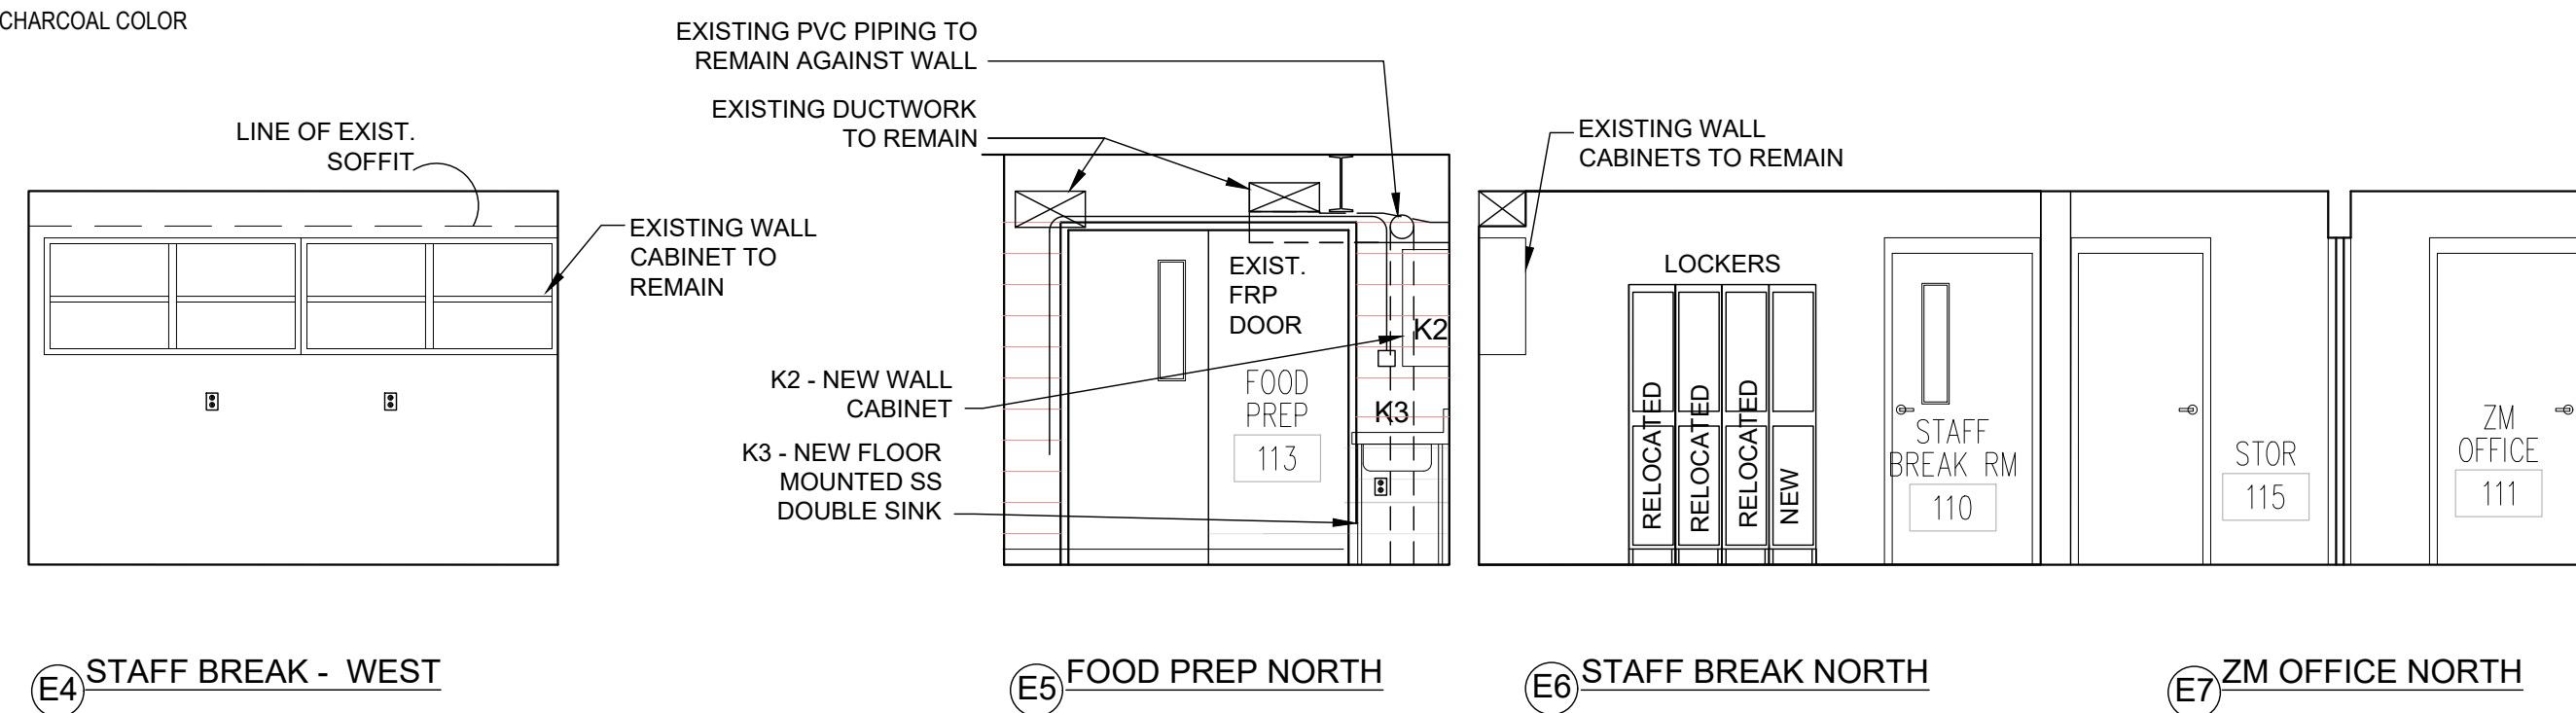 CHARCOAL COLOR
EXISTING PVC PIPING TO
REMAIN AGAINST WALL
EXISTING DUCTWORK
TO REMAIN
LINE OF EXIST.
SOFFIT
EXISTING WALL
CABINET TO
REMAIN
EXISTING WALL
CABINETS TO REMAIN
EXIST.
FRP
DOOR
K2
K3
FOOD
PREP
113
K2 - NEW WALL
CABINET
K3 - NEW FLOOR
MOUNTED SS
DOUBLE SINK
LOCKERS
RELOCATED
RELOCATED
RELOCATED
NEW
STAFF
BREAK RM
110
STOR
115
ZM
OFFICE
111
E4 STAFF BREAK - WEST
E5 FOOD PREP NORTH
E6 STAFF BREAK NORTH
E7 ZM OFFICE NORTH